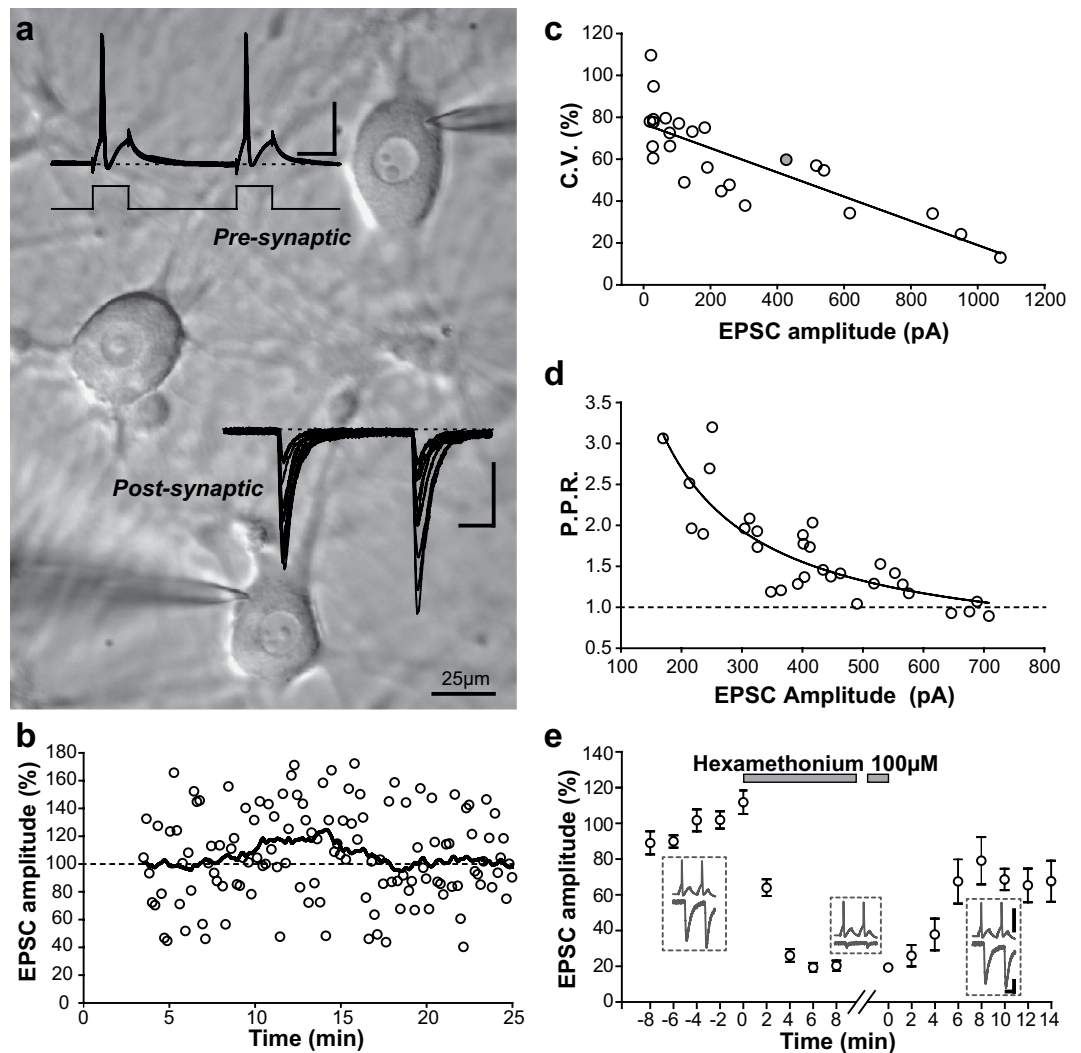 a
Pre-synaptic
Post-synaptic
25µm
b
EPSC amplitude (%)
180
160
140
120
100
80
60
40
20
0
0 5 10 15 20 25
Time (min)
c
C.V. (%)
120
100
80
60
40
20
0
0 200 400 600 800 1000 1200
EPSC amplitude (pA)
d
P.P.R.
3.5
3.0
2.5
2.0
1.5
1.0
0.5
100 200 300 400 500 600 700 800
EPSC Amplitude (pA)
e
EPSC amplitude (%)
140
120
100
80
60
40
20
0
Hexamethonium 100µM
-8 -6 -4 -2 0 2 4 6 8 0 2 4 6 8 10 12 14
Time (min)